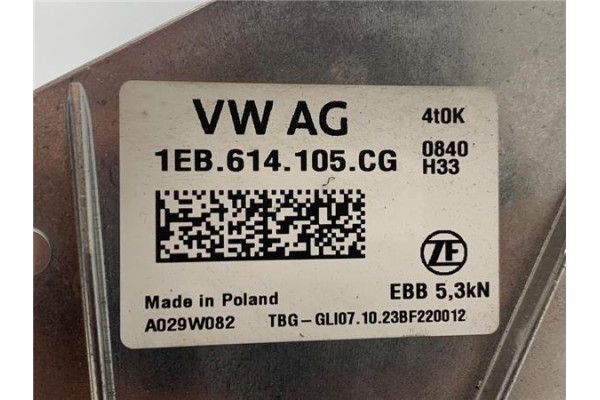 VW AG 4t0K
1EB.614.105.CG 0840
H33
ZF
Made in Poland EBB 5,3kN
A029W082 TBG-GLI07.10.23BF220012